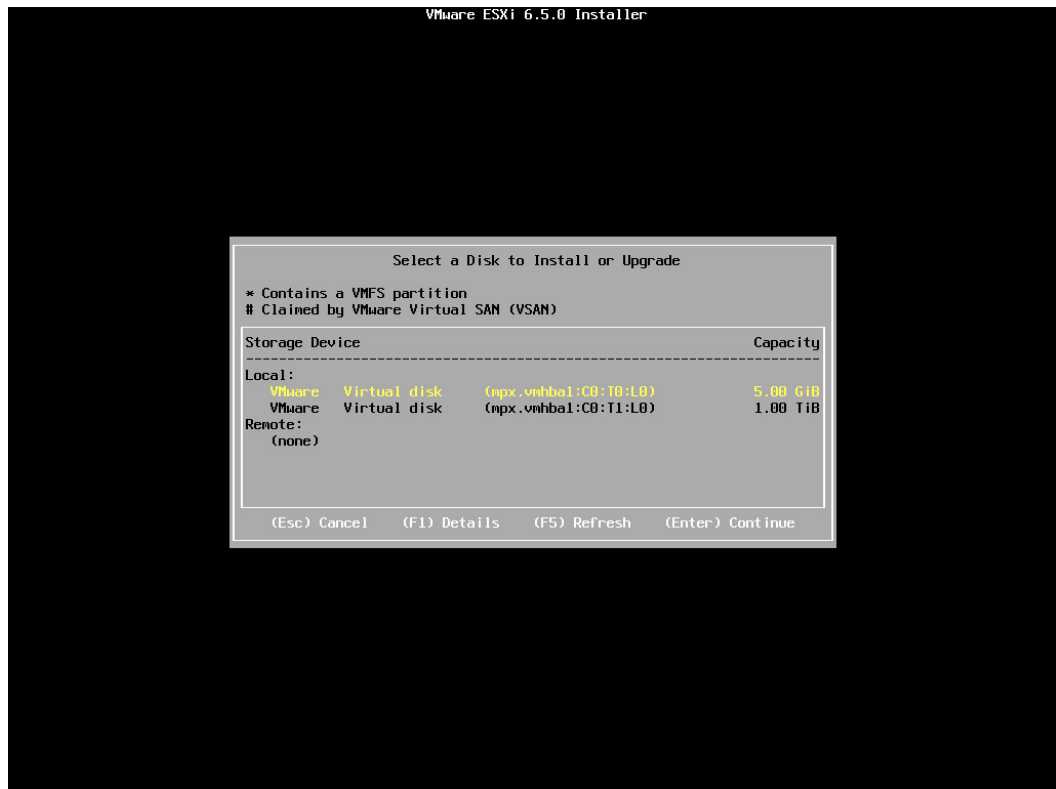 VMware ESXi 6.5.0 Installer
Select a Disk to Install or Upgrade
* Contains a VMFS partition
# Claimed by VMware Virtual SAN (VSAN)
Storage Device Capacity
--------------------------------------------------------------------------------
Local:
VMware Virtual disk (mpx.vmhba1:C0:T0:L0) 5.00 GiB
VMware Virtual disk (mpx.vmhba1:C0:T1:L0) 1.00 TiB
Remote:
(none)
(Esc) Cancel (F1) Details (F5) Refresh (Enter) Continue